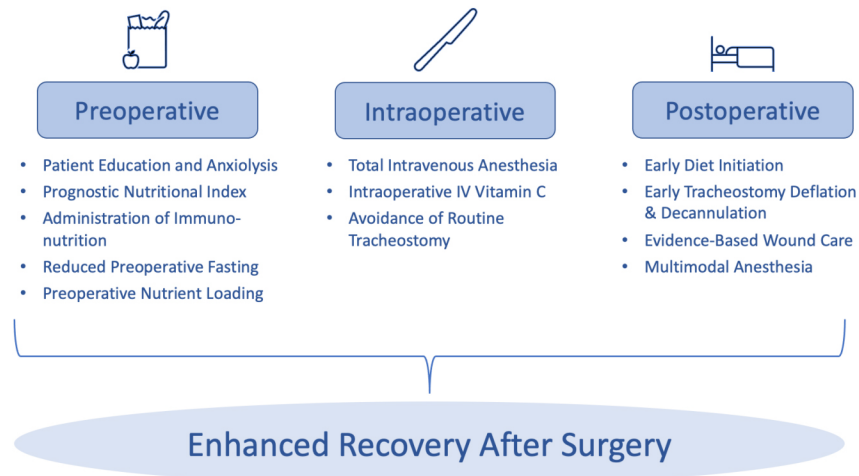 Preoperative
• Patient Education and Anxiolysis
• Prognostic Nutritional Index
• Administration of Immuno-
nutrition
• Reduced Preoperative Fasting
• Preoperative Nutrient Loading
Intraoperative
• Total Intravenous Anesthesia
• Intraoperative IV Vitamin C
• Avoidance of Routine
Tracheostomy
Postoperative
• Early Diet Initiation
• Early Tracheostomy Deflation
& Decannulation
• Evidence-Based Wound Care
• Multimodal Anesthesia
Enhanced Recovery After Surgery